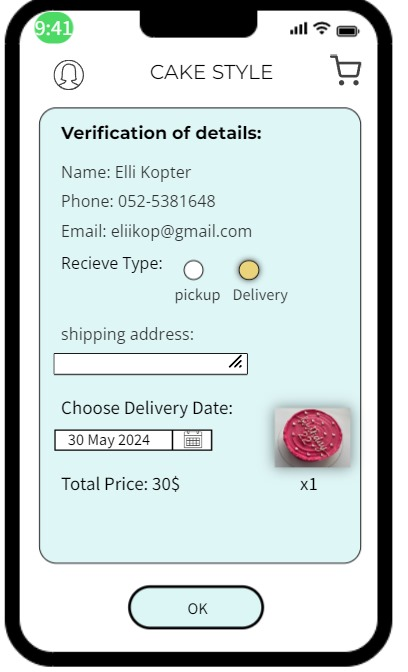 9:41
CAKE STYLE
Verification of details:
Name: Elli Kopter
Phone: 052-5381648
Email: eliikop@gmail.com
Recieve Type:
pickup Delivery
shipping address:
Choose Delivery Date:
30 May 2024
Total Price: 30$
x1
OK